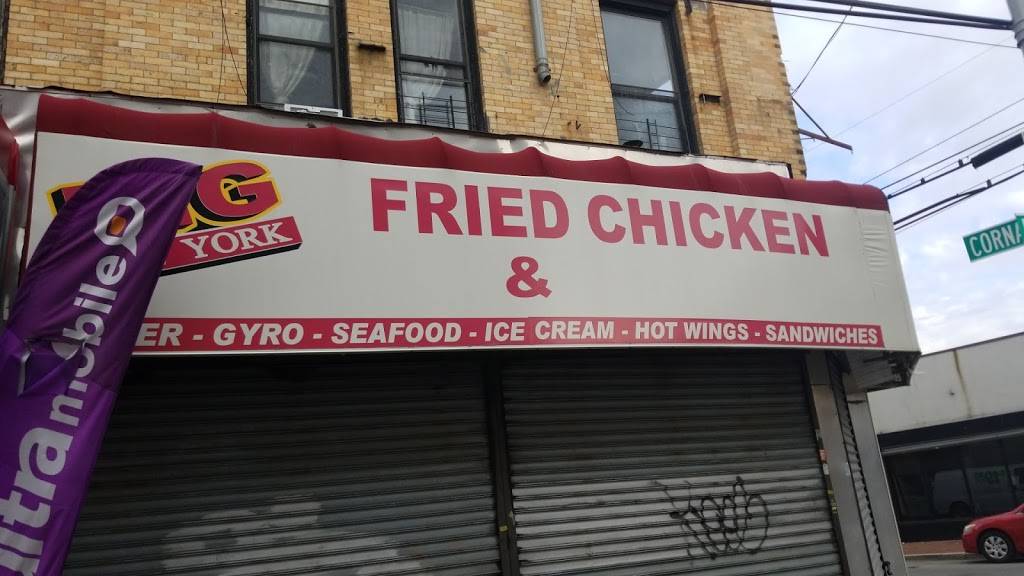 YORK
FRIED CHICKEN
&
ER - GYRO - SEAFOOD - ICE CREAM - HOT WINGS - SANDWICHES
ultra mobile
CORNA